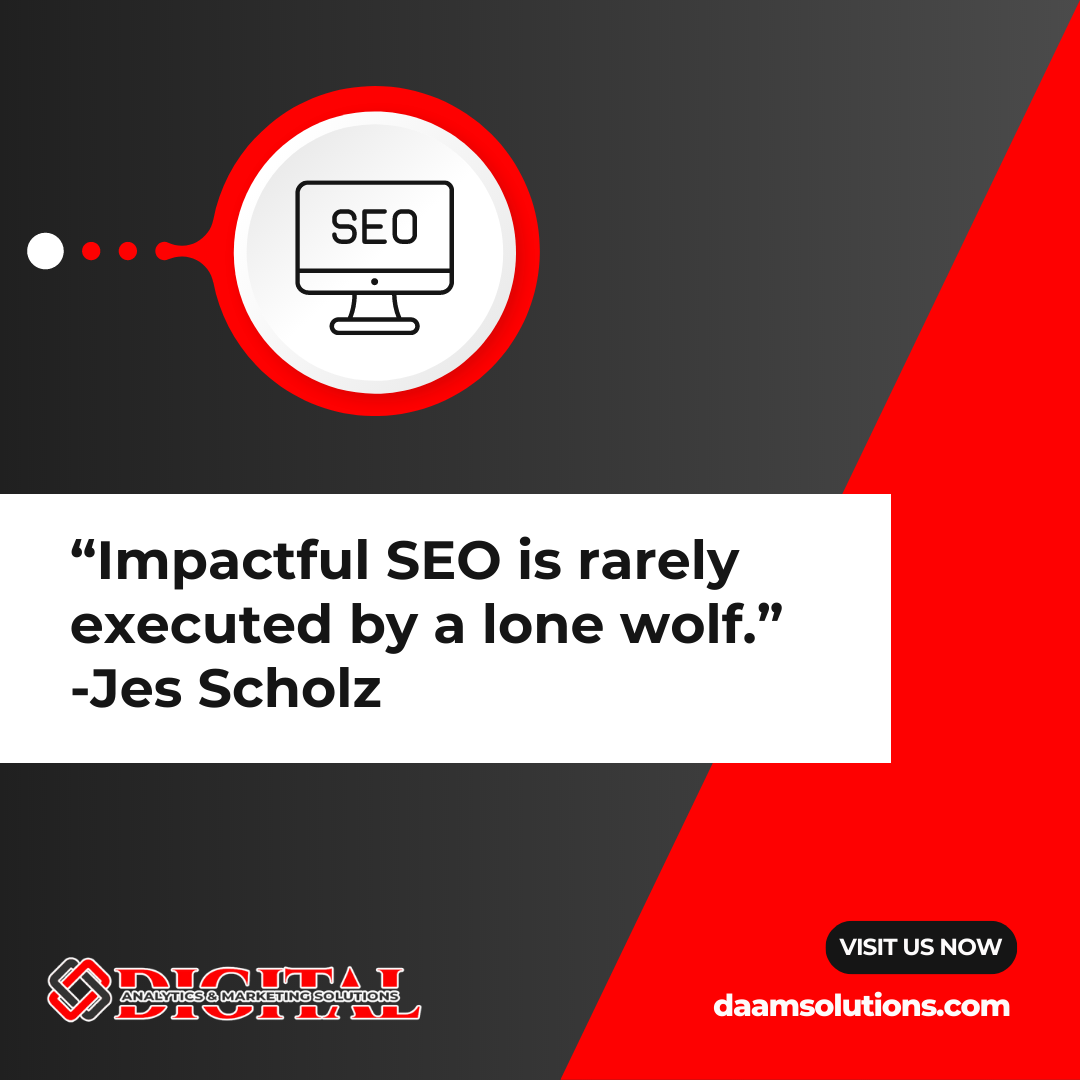 SEO
“Impactful SEO is rarely
executed by a lone wolf.”
-Jes Scholz
DIGITAL
ANALYTICS & MARKETING SOLUTIONS
VISIT US NOW
daamsolutions.com